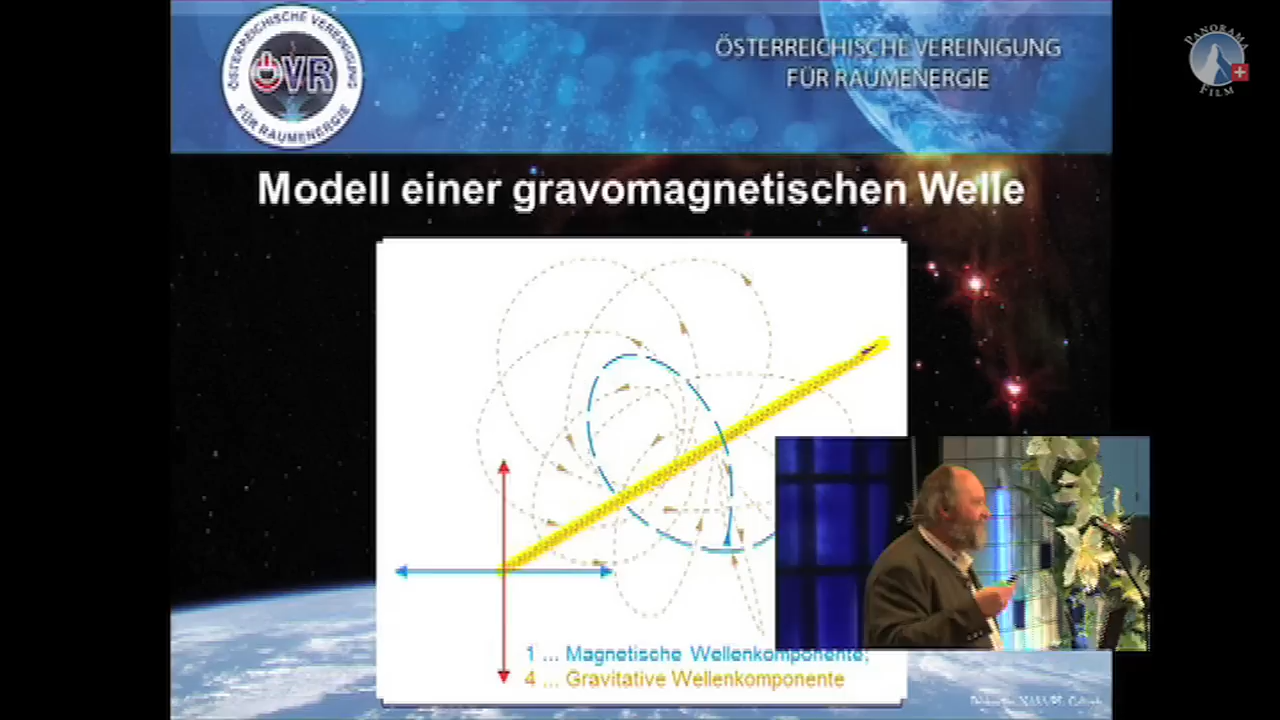 ÖSTERREICHISCHE VEREINIGUNG
FÜR RAUMENERGIE
ÖVR
ÖSTERREICHISCHE VEREINIGUNG
FÜR RAUMENERGIE
PANORAMA
FILM
Modell einer gravomagnetischen Welle
1 ... Magnetische Wellenkomponente;
4 ... Gravitative Wellenkomponente